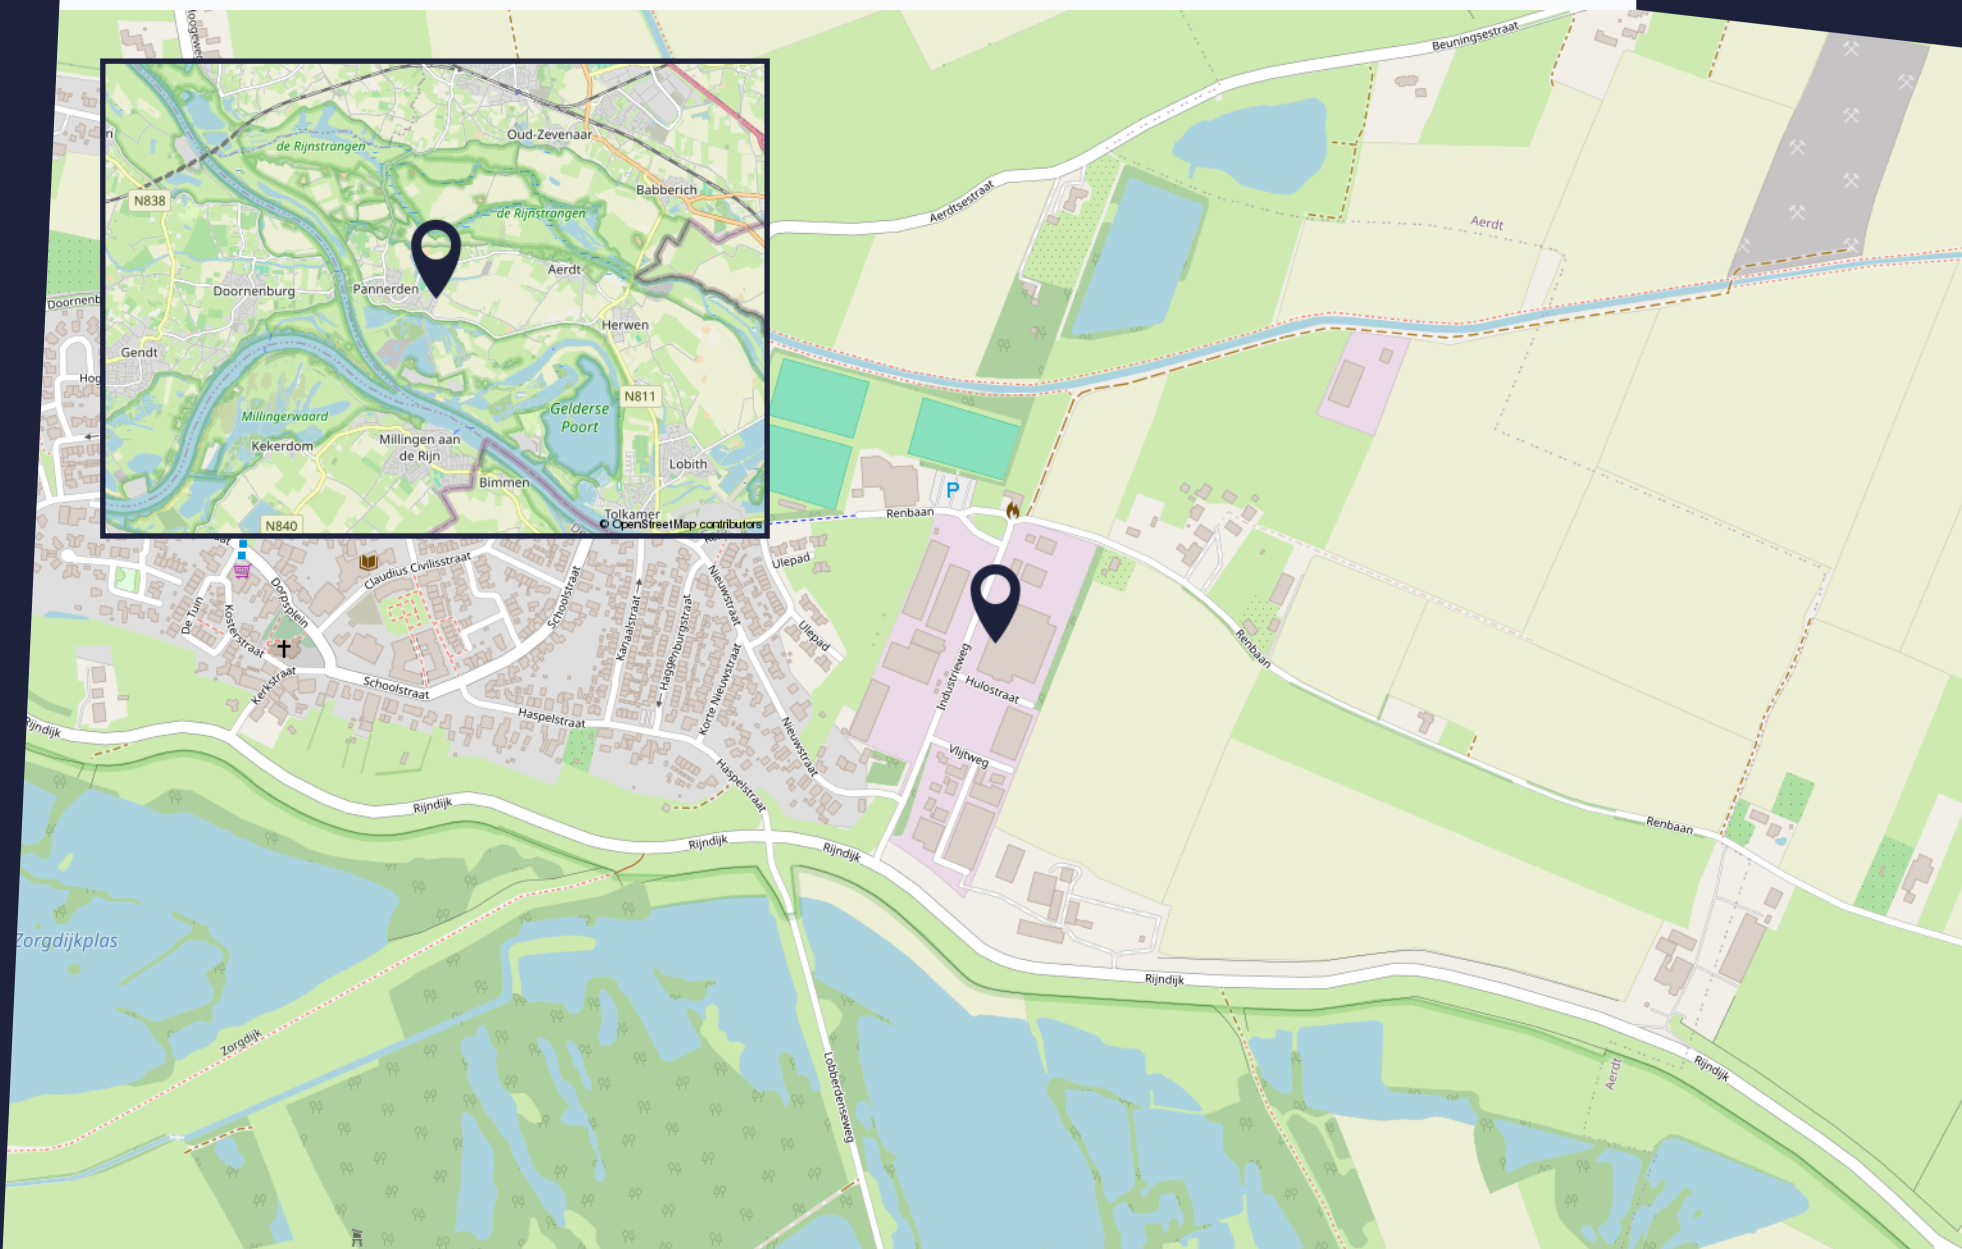 Beuningsestraat
Oud-Zevenaar
de Rijnstrangen
Babberich
Aerdtsestraat
N838
de Rijnstrangen
Aerdt
Aerdt
Doornenburg
Pannerden
Herwen
Gendt
N811
Gelderse
Poort
Millingerwaard
Kekerdom
Millingen aan
de Rijn
Lobith
Bimmen
P
Renbaan
N840
Tolkamer
© OpenStreetMap contributors
Ulepad
Claudius Civilisstraat
Dorpsplein
De Tuin
Kosterstraat
Schoolstraat
Kanaalstraat
Haggenburgstraat
Nieuwstraat
Ulepad
Renbaan
Kerkstraat
Schoolstraat
Korte Nieuwstraat
Industrieweg
Hulostraat
Haspelstraat
Nieuwstraat
Vlijtweg
Rijndijk
Haspelstraat
Rijndijk
Rijndijk
Rijndijk
Renbaan
Zorgdijkplas
Rijndijk
Zorgdijk
Lobberdenseweg
Aerdt
Rijndijk